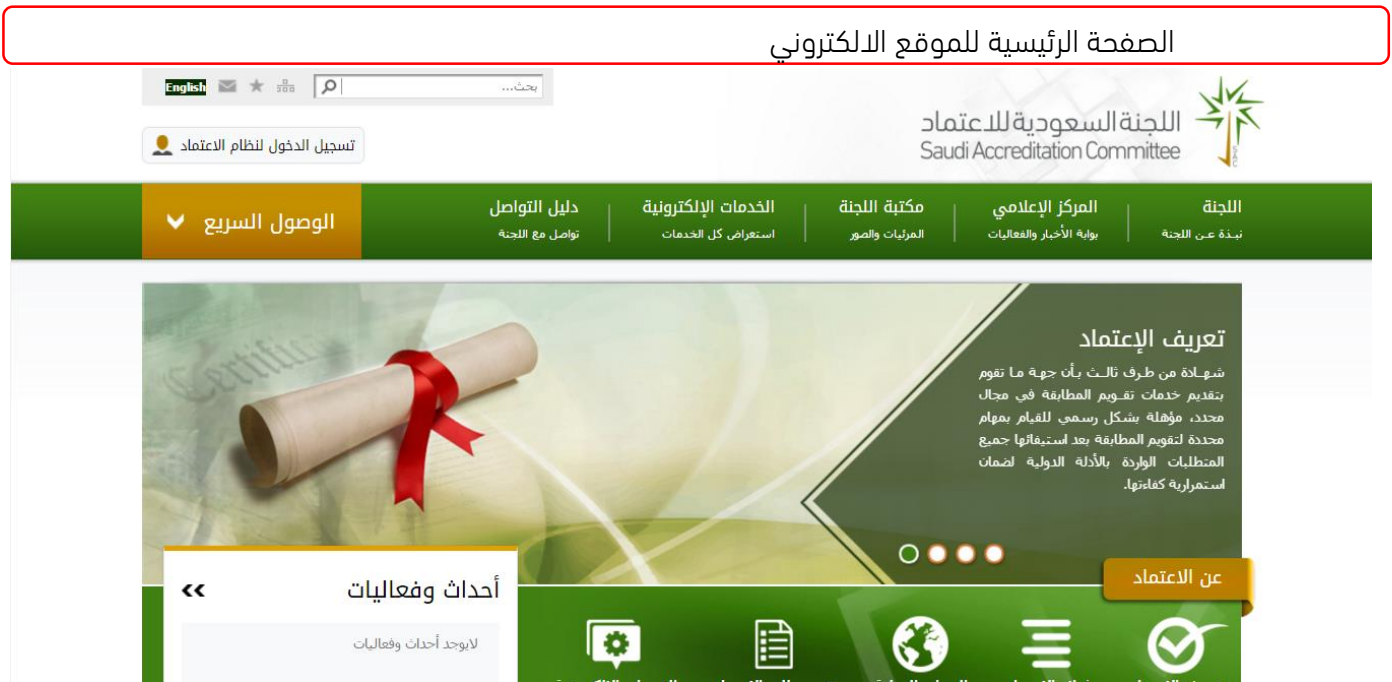 الصفحة الرئيسية للموقع الالكتروني
بحث...
English
اللجنة السعودية للاعتماد
Saudi Accreditation Committee
تسجيل الدخول لنظام الاعتماد
اللجنة
نبذة عن اللجنة
المركز الإعلامي
بوابة الأخبار والفعاليات
مكتبة اللجنة
المرئيات والصور
الخدمات الإلكترونية
استعراض كل الخدمات
دليل التواصل
تواصل مع اللجنة
الوصول السريع
تعريف الإعتماد
شهادة من طرف ثالث بأن جهة ما تقوم
بتقديم خدمات تقويم المطابقة في مجال
محدد، مؤهلة بشكل رسمي للقيام بمهام
محددة لتقويم المطابقة بعد استيفائها جميع
المتطلبات الواردة بالأدلة الدولية لضمان
استمرارية كفاءتها.
عن الاعتماد
أحداث وفعاليات
لايوجد أحداث وفعاليات